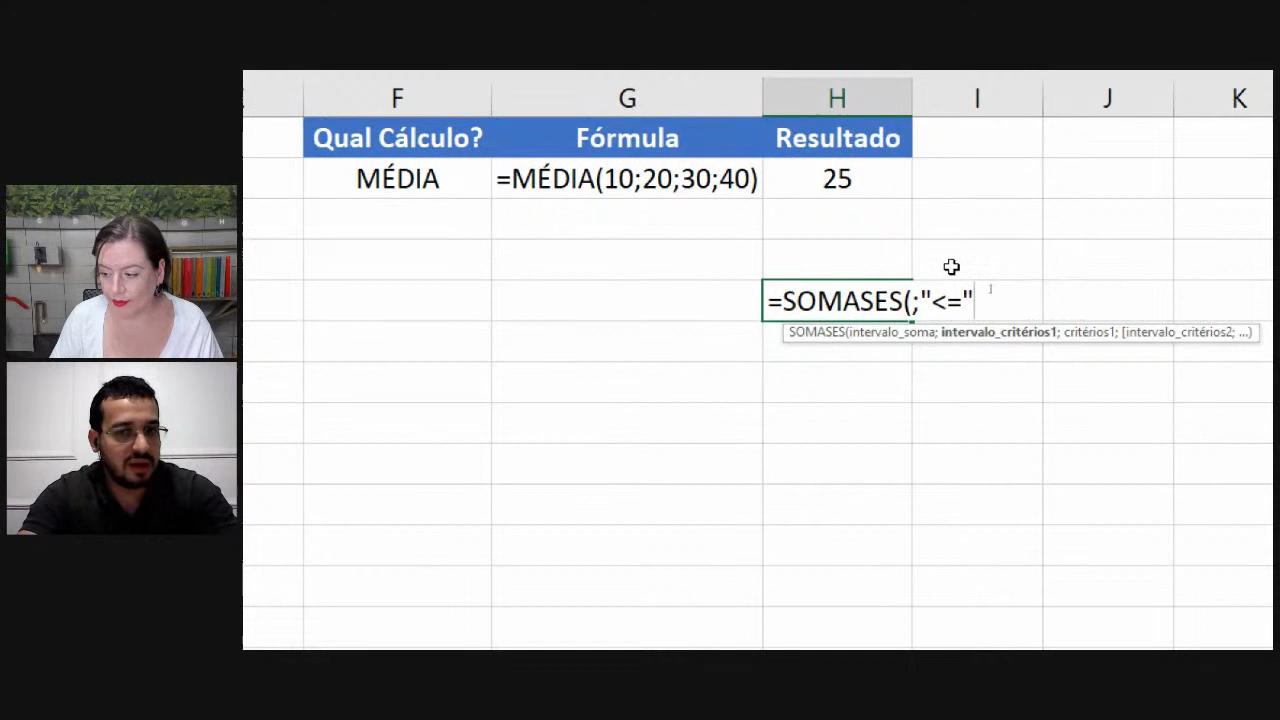 F G H I J K
Qual Cálculo? Fórmula Resultado
MÉDIA =MÉDIA(10;20;30;40) 25
=SOMASES(;"<="
SOMASES(intervalo_soma; intervalo_critérios1; critérios1; [intervalo_critérios2; ...)